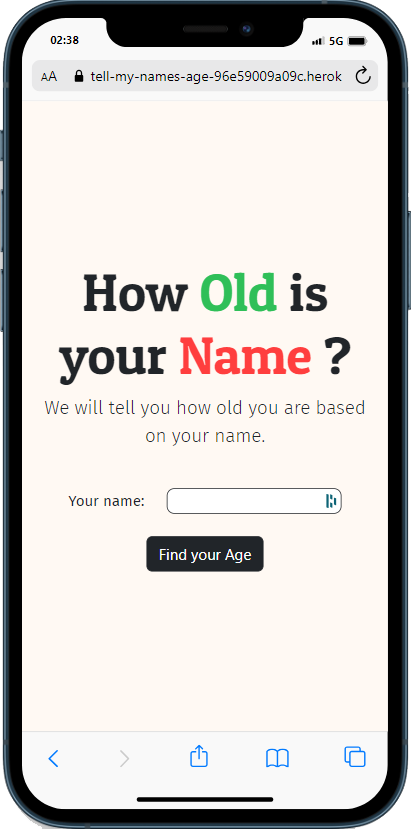 02:38
5G
AA
tell-my-names-age-96e59009a09c.herok
How Old is
your Name ?
We will tell you how old you are based
on your name.
Your name:
Find your Age